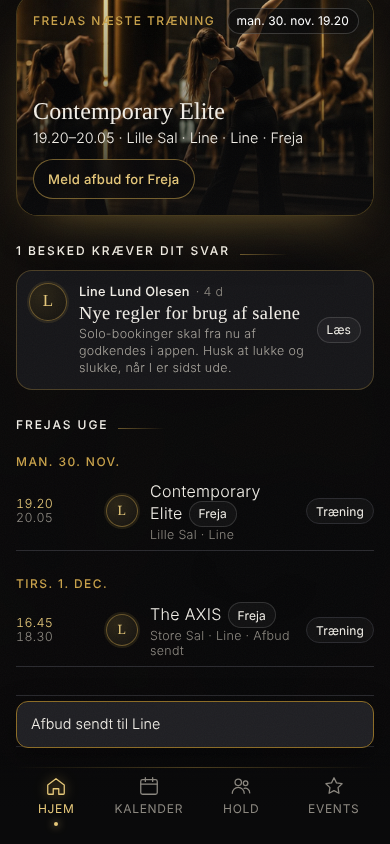 FREJAS NÆSTE TRÆNING
man. 30. nov. 19.20
Contemporary Elite
19.20–20.05 · Lille Sal · Line · Line · Freja
Meld afbud for Freja
1 BESKED KRÆVER DIT SVAR
L
Line Lund Olesen · 4 d
Nye regler for brug af salene
Solo-bookinger skal fra nu af
godkendes i appen. Husk at lukke og
slukke, når I er sidst ude.
Læs
FREJAS UGE
MAN. 30. NOV.
19.20
20.05
L
Contemporary
Elite Freja
Lille Sal · Line
Træning
TIRS. 1. DEC.
16.45
18.30
L
The AXIS Freja
Store Sal · Line · Afbud
sendt
Træning
Afbud sendt til Line
HJEM
KALENDER
HOLD
EVENTS